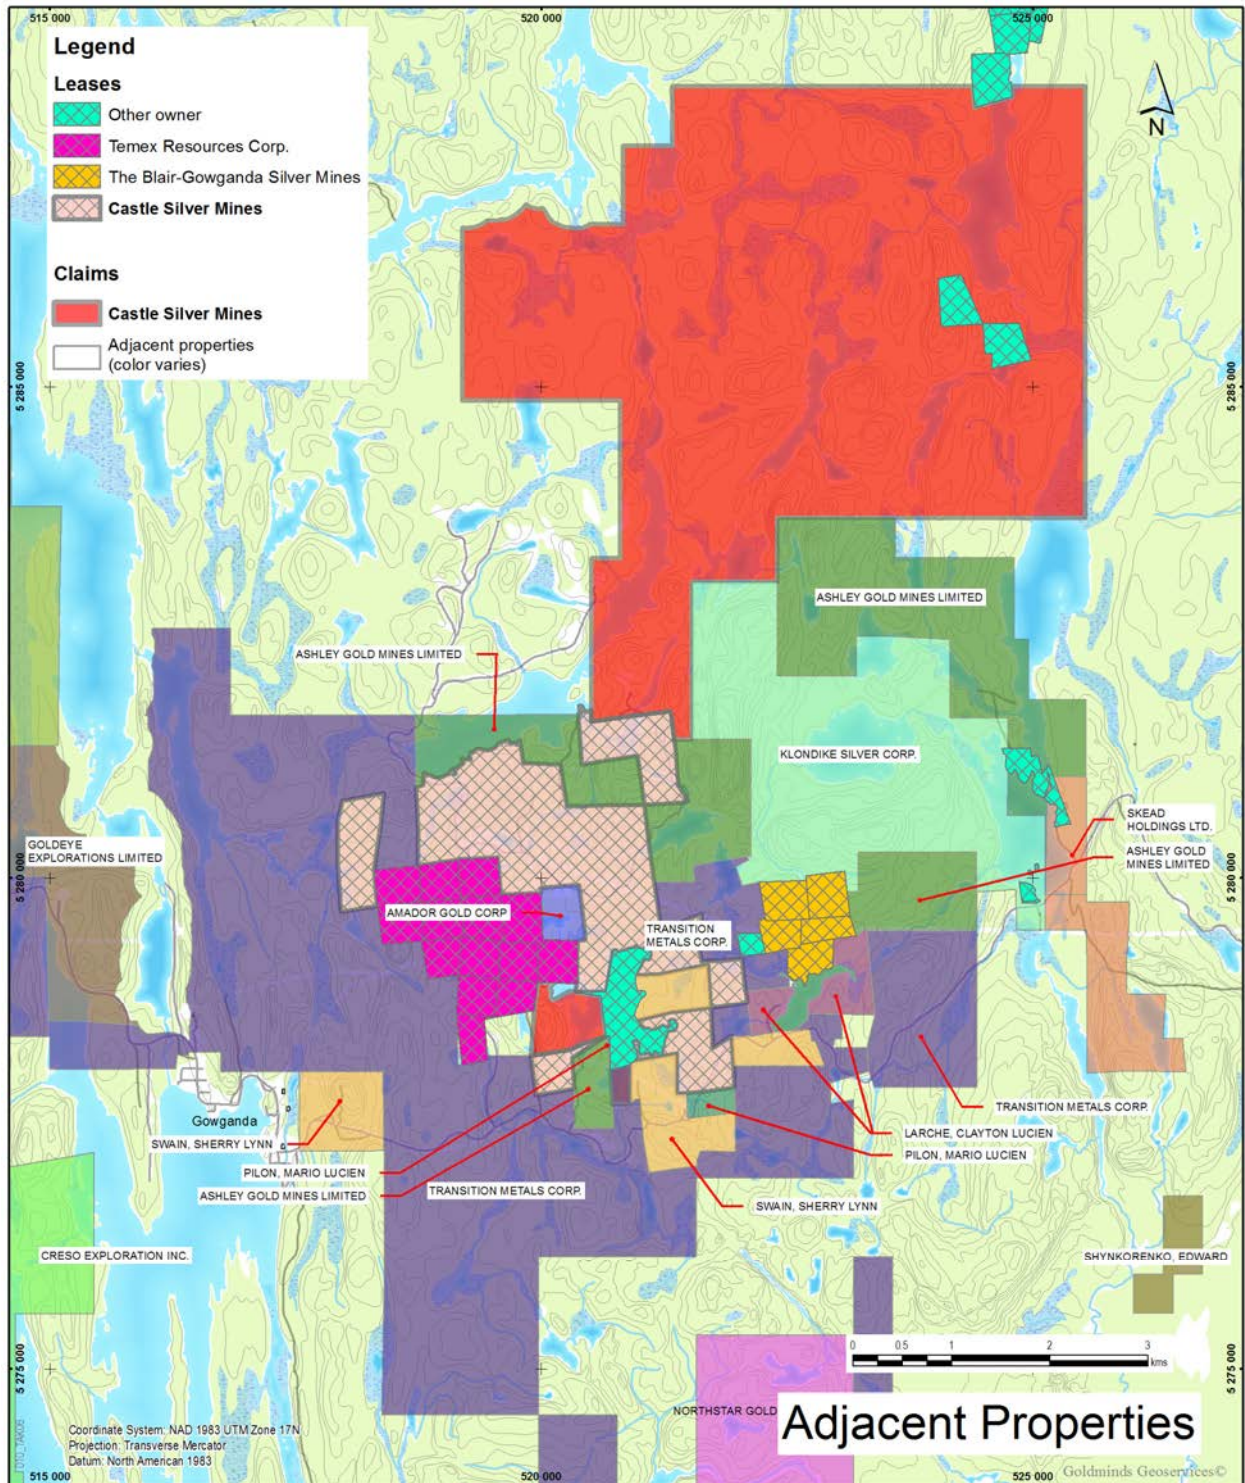 515 000
520 000
525 000
Legend
Leases
Other owner
Temex Resources Corp.
The Blair-Gowganda Silver Mines
Castle Silver Mines
Claims
Castle Silver Mines
Adjacent properties
(color varies)
N
5 285 000
5 285 000
ASHLEY GOLD MINES LIMITED
ASHLEY GOLD MINES LIMITED
KLONDIKE SILVER CORP.
SKEAD
HOLDINGS LTD.
GOLDEYE
EXPLORATIONS LIMITED
ASHLEY GOLD
MINES LIMITED
5 280 000
5 280 000
AMADOR GOLD CORP
TRANSITION
METALS CORP.
TRANSITION METALS CORP.
Gowganda
LARCHE, CLAYTON LUCIEN
SWAIN, SHERRY LYNN
PILON, MARIO LUCIEN
PILON, MARIO LUCIEN
ASHLEY GOLD MINES LIMITED
TRANSITION METALS CORP.
SWAIN, SHERRY LYNN
CRESO EXPLORATION INC.
SHYNKORENKO, EDWARD
0 0.5 1 2 3
kms
5 275 000
5 275 000
NORTHSTAR GOLD
Adjacent Properties
Coordinate System: NAD 1983 UTM Zone 17N
Projection: Transverse Mercator
Datum: North American 1983
Goldminds Geoservices©
515 000
520 000
525 000